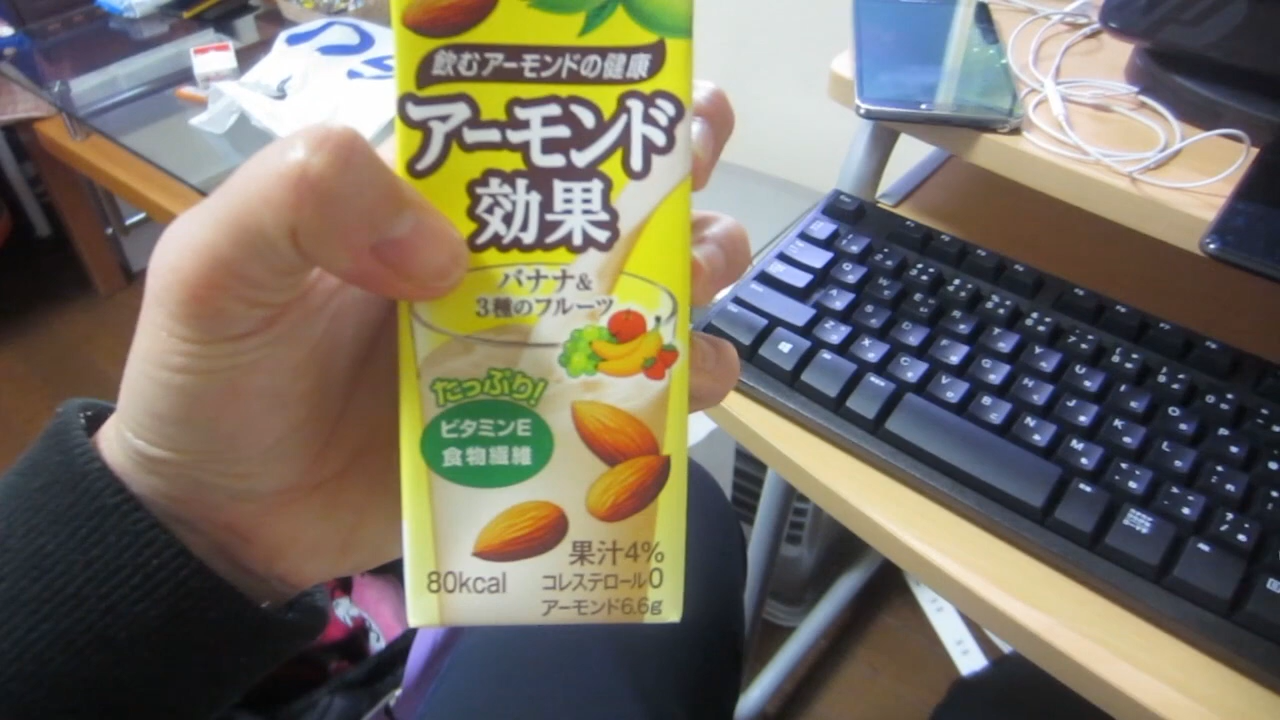 飲むアーモンドの健康
アーモンド
効果
バナナ&
3種のフルーツ
たっぷり!
ビタミンE
食物繊維
果汁4%
80kcal
コレステロール0
アーモンド6.6g